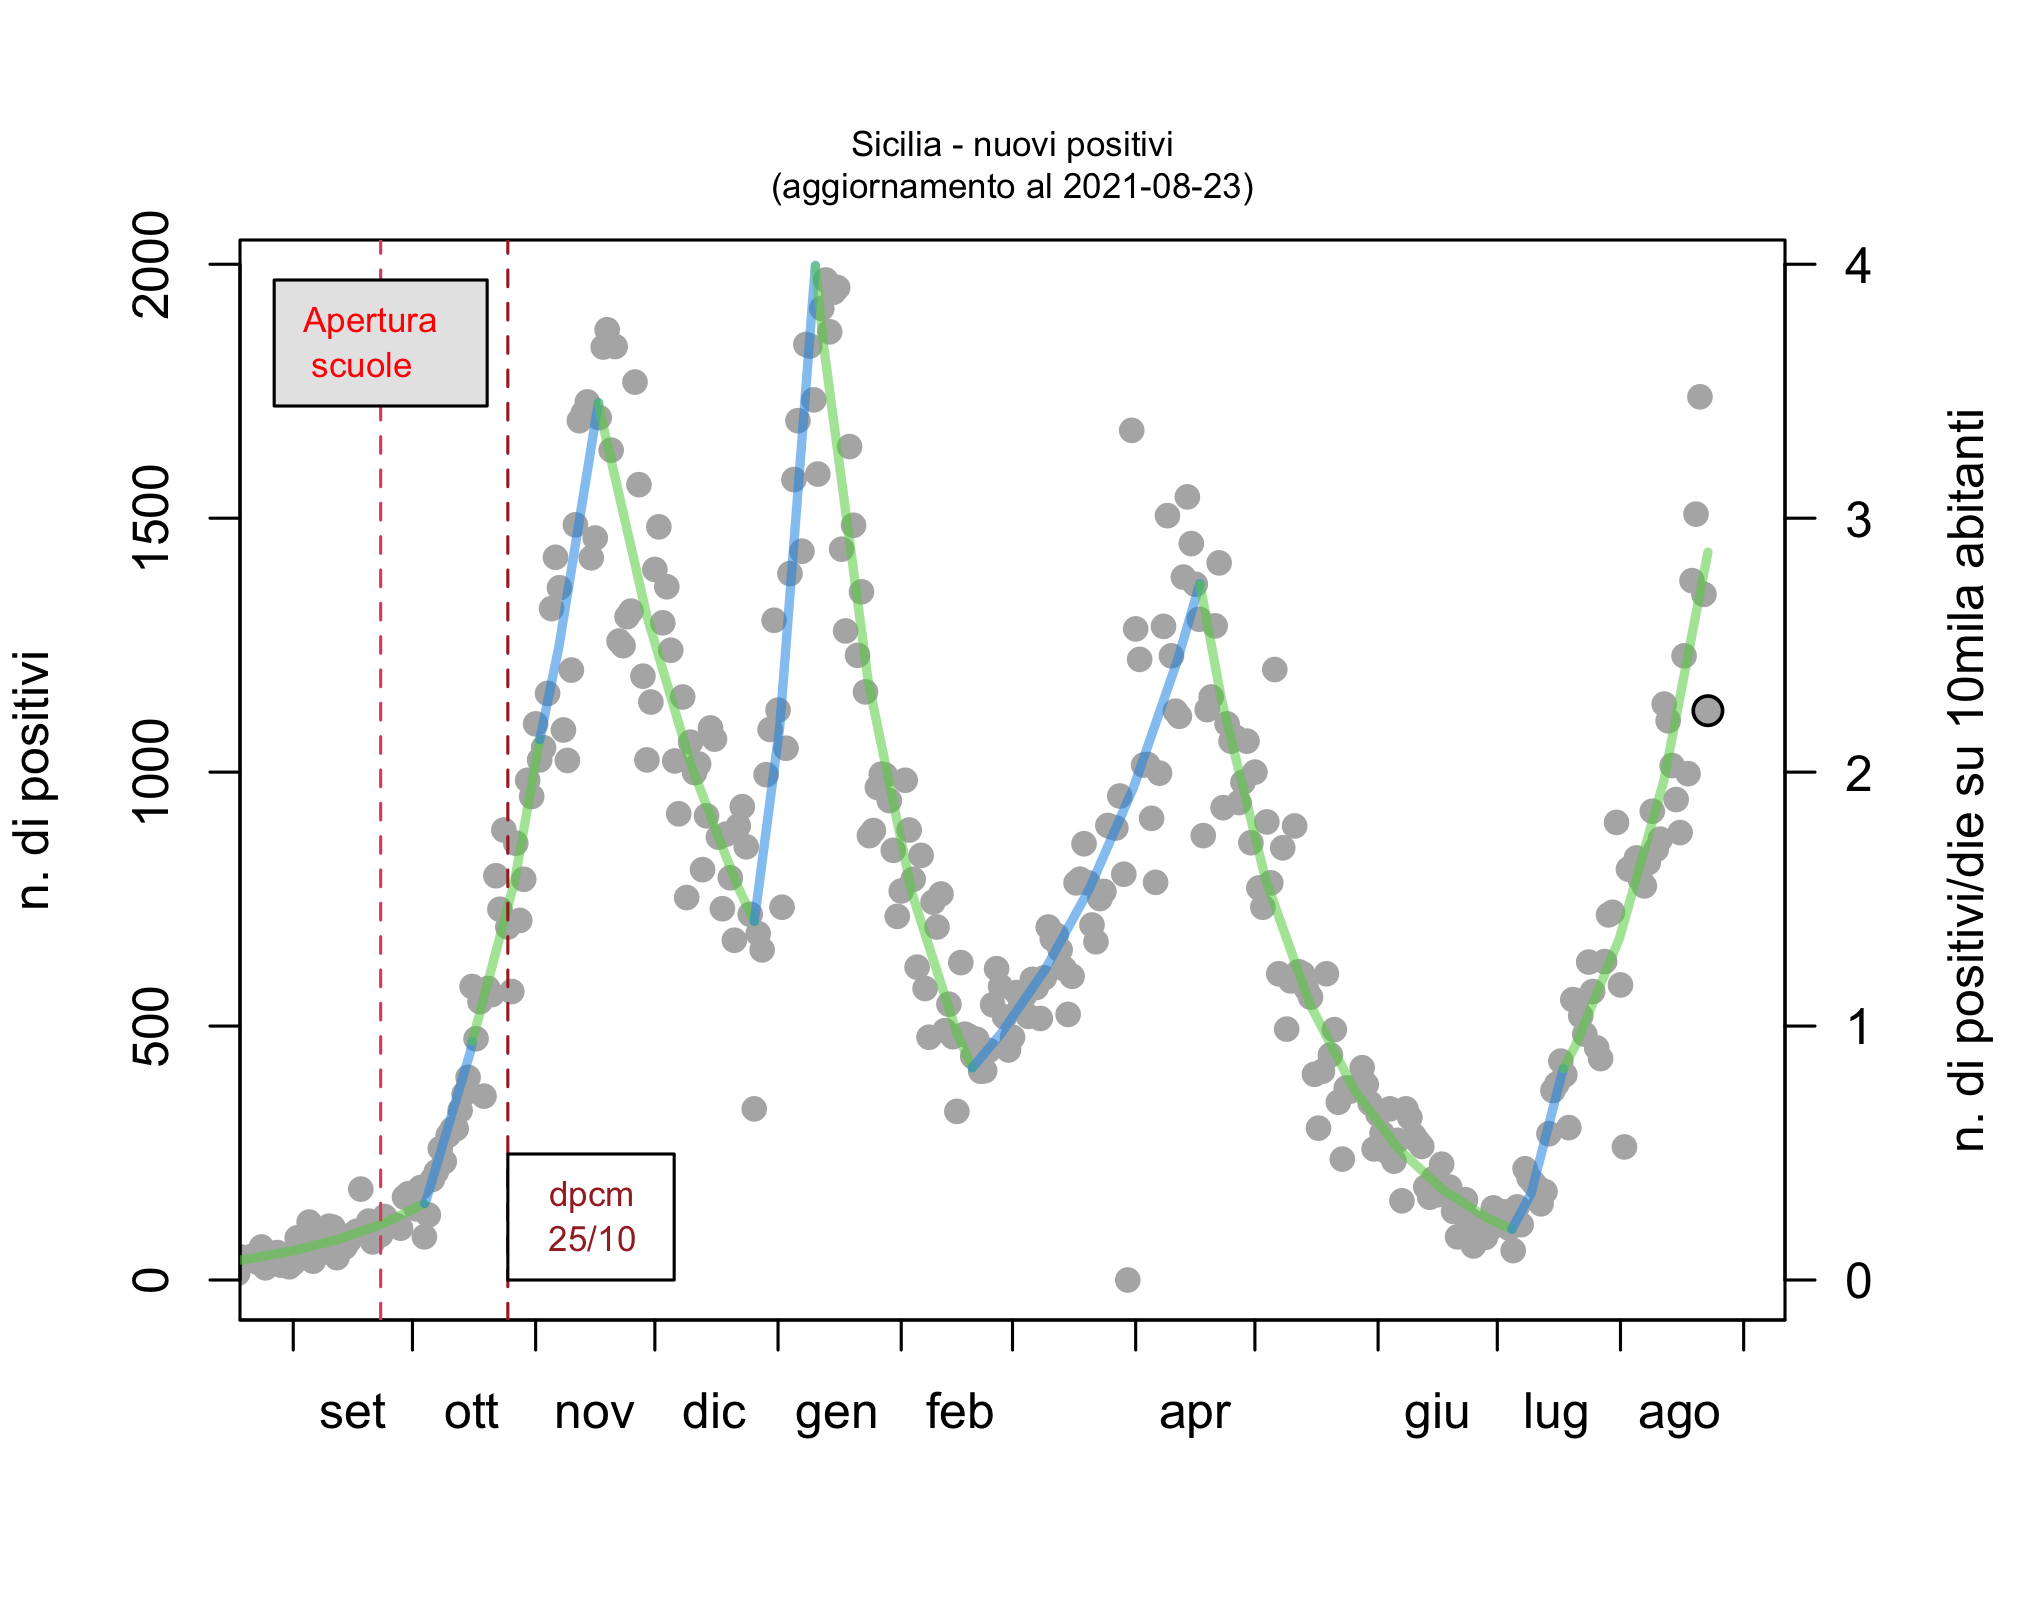 Sicilia - nuovi positivi
(aggiornamento al 2021-08-23)
n. di positivi
2000
1500
1000
500
0
Apertura
scuole
dpcm
25/10
4
3
2
1
0
n. di positivi/die su 10mila abitanti
set ott nov dic gen feb apr giu lug ago